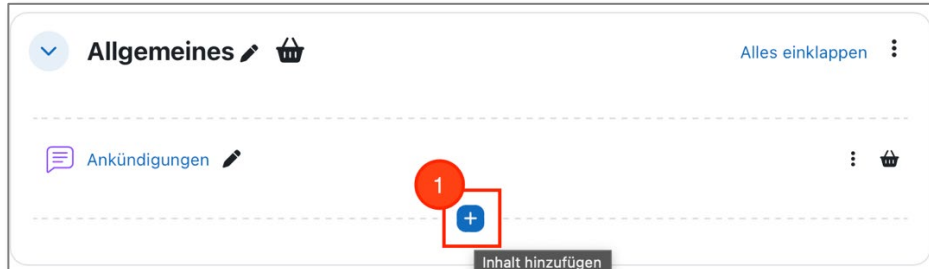 Allgemeines
Alles einklappen
Ankündigungen
1
Inhalt hinzufügen